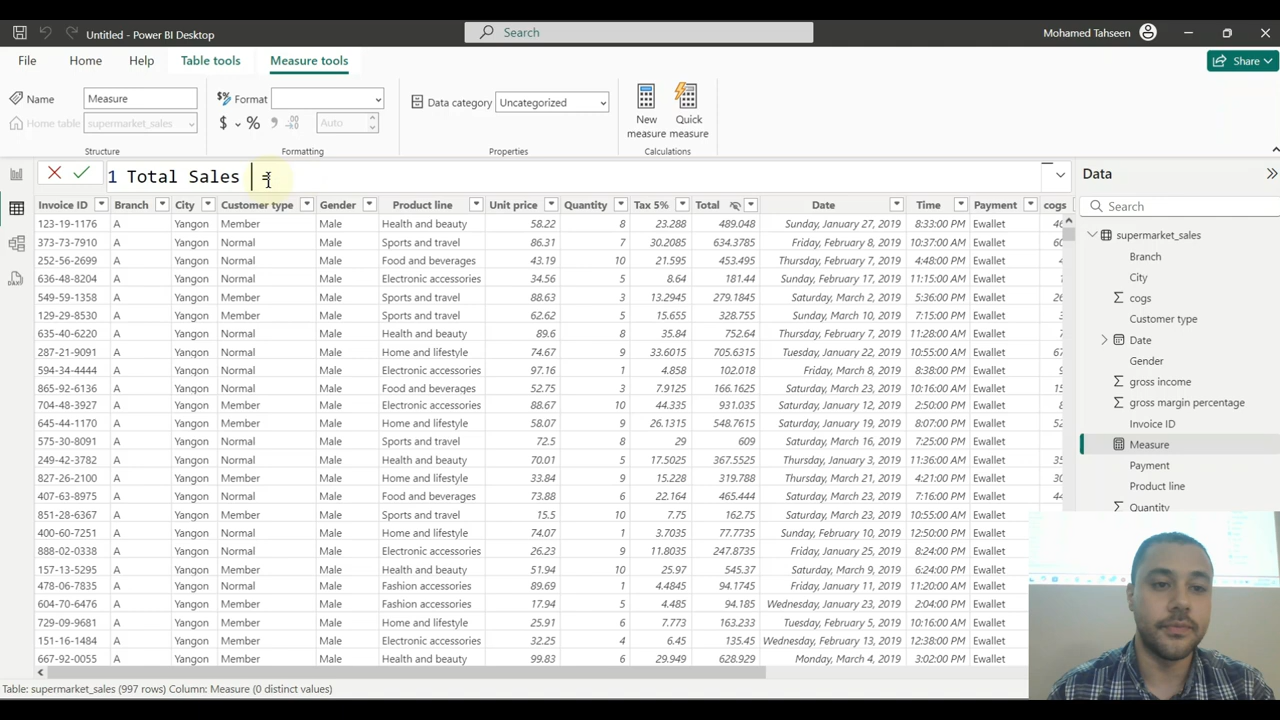 Untitled - Power BI Desktop
Search
Mohamed Tahseen
File Home Help Table tools Measure tools
Share
Name Measure
Home table supermarket_sales
Structure
Format
$ % 9 Auto
Formatting
Data category Uncategorized
Properties
New measure
Quick measure
Calculations
1 Total Sales =
Data
Search
Invoice ID Branch City Customer type Gender Product line Unit price Quantity Tax 5% Total Date Time Payment cogs
123-19-1176 A Yangon Member Male Health and beauty 58.22 8 23.288 489.048 Sunday, January 27, 2019 8:33:00 PM Ewallet 46
373-73-7910 A Yangon Normal Male Sports and travel 86.31 7 30.2085 634.3785 Friday, February 8, 2019 10:37:00 AM Ewallet 60
252-56-2699 A Yangon Normal Male Food and beverages 43.19 10 21.595 453.495 Thursday, February 7, 2019 4:48:00 PM Ewallet
636-48-8204 A Yangon Normal Male Electronic accessories 34.56 5 8.64 181.44 Sunday, February 17, 2019 11:15:00 AM Ewallet
549-59-1358 A Yangon Member Male Sports and travel 88.63 3 13.2945 279.1845 Saturday, March 2, 2019 5:36:00 PM Ewallet 26
129-29-8530 A Yangon Member Male Sports and travel 62.62 5 15.655 328.755 Sunday, March 10, 2019 7:15:00 PM Ewallet
635-40-6220 A Yangon Normal Male Health and beauty 89.6 8 35.84 752.64 Thursday, February 7, 2019 11:28:00 AM Ewallet
287-21-9091 A Yangon Normal Male Home and lifestyle 74.67 9 33.6015 705.6315 Tuesday, January 22, 2019 10:55:00 AM Ewallet 67
594-34-4444 A Yangon Normal Male Electronic accessories 97.16 1 4.858 102.018 Friday, March 8, 2019 8:38:00 PM Ewallet 9
865-92-6136 A Yangon Normal Male Food and beverages 52.75 3 7.9125 166.1625 Saturday, March 23, 2019 10:16:00 AM Ewallet 15
704-48-3927 A Yangon Member Male Electronic accessories 88.67 10 44.335 931.035 Saturday, January 12, 2019 2:50:00 PM Ewallet 8
645-44-1170 A Yangon Member Male Home and lifestyle 58.07 9 26.1315 548.7615 Saturday, January 19, 2019 8:07:00 PM Ewallet 52
575-30-8091 A Yangon Normal Male Sports and travel 72.5 8 29 609 Saturday, March 16, 2019 7:25:00 PM Ewallet
249-42-3782 A Yangon Normal Male Health and beauty 70.01 5 17.5025 367.5525 Thursday, January 3, 2019 11:36:00 AM Ewallet 35
827-26-2100 A Yangon Normal Male Home and lifestyle 33.84 9 15.228 319.788 Thursday, March 21, 2019 4:21:00 PM Ewallet 30
407-63-8975 A Yangon Normal Male Food and beverages 73.88 6 22.164 465.444 Saturday, March 23, 2019 7:16:00 PM Ewallet 44
851-28-6367 A Yangon Member Male Sports and travel 15.5 10 7.75 162.75 Saturday, March 23, 2019 10:55:00 AM Ewallet
400-60-7251 A Yangon Normal Male Home and lifestyle 74.07 1 3.7035 77.7735 Sunday, February 10, 2019 12:50:00 PM Ewallet
888-02-0338 A Yangon Normal Male Electronic accessories 26.23 9 11.8035 247.8735 Friday, January 25, 2019 8:24:00 PM Ewallet
157-13-5295 A Yangon Member Male Health and beauty 51.94 10 25.97 545.37 Saturday, March 9, 2019 6:24:00 PM Ewallet
478-06-7835 A Yangon Normal Male Fashion accessories 89.69 1 4.4845 94.1745 Friday, January 11, 2019 11:20:00 AM Ewallet
604-70-6476 A Yangon Member Male Fashion accessories 17.94 5 4.485 94.185 Wednesday, January 23, 2019 2:04:00 PM Ewallet
729-09-6681 A Yangon Member Male Home and lifestyle 25.91 6 7.773 163.233 Tuesday, February 5, 2019 10:16:00 AM Ewallet
151-16-1484 A Yangon Member Male Electronic accessories 32.25 4 6.45 135.45 Wednesday, February 13, 2019 12:38:00 PM Ewallet
667-92-0055 A Yangon Member Male Health and beauty 99.83 6 29.949 628.929 Monday, March 4, 2019 3:02:00 PM Ewallet
supermarket_sales
Branch
City
cogs
Customer type
Date
Gender
gross income
gross margin percentage
Invoice ID
Measure
Payment
Product line
Quantity
Table: supermarket_sales (997 rows) Column: Measure (0 distinct values)